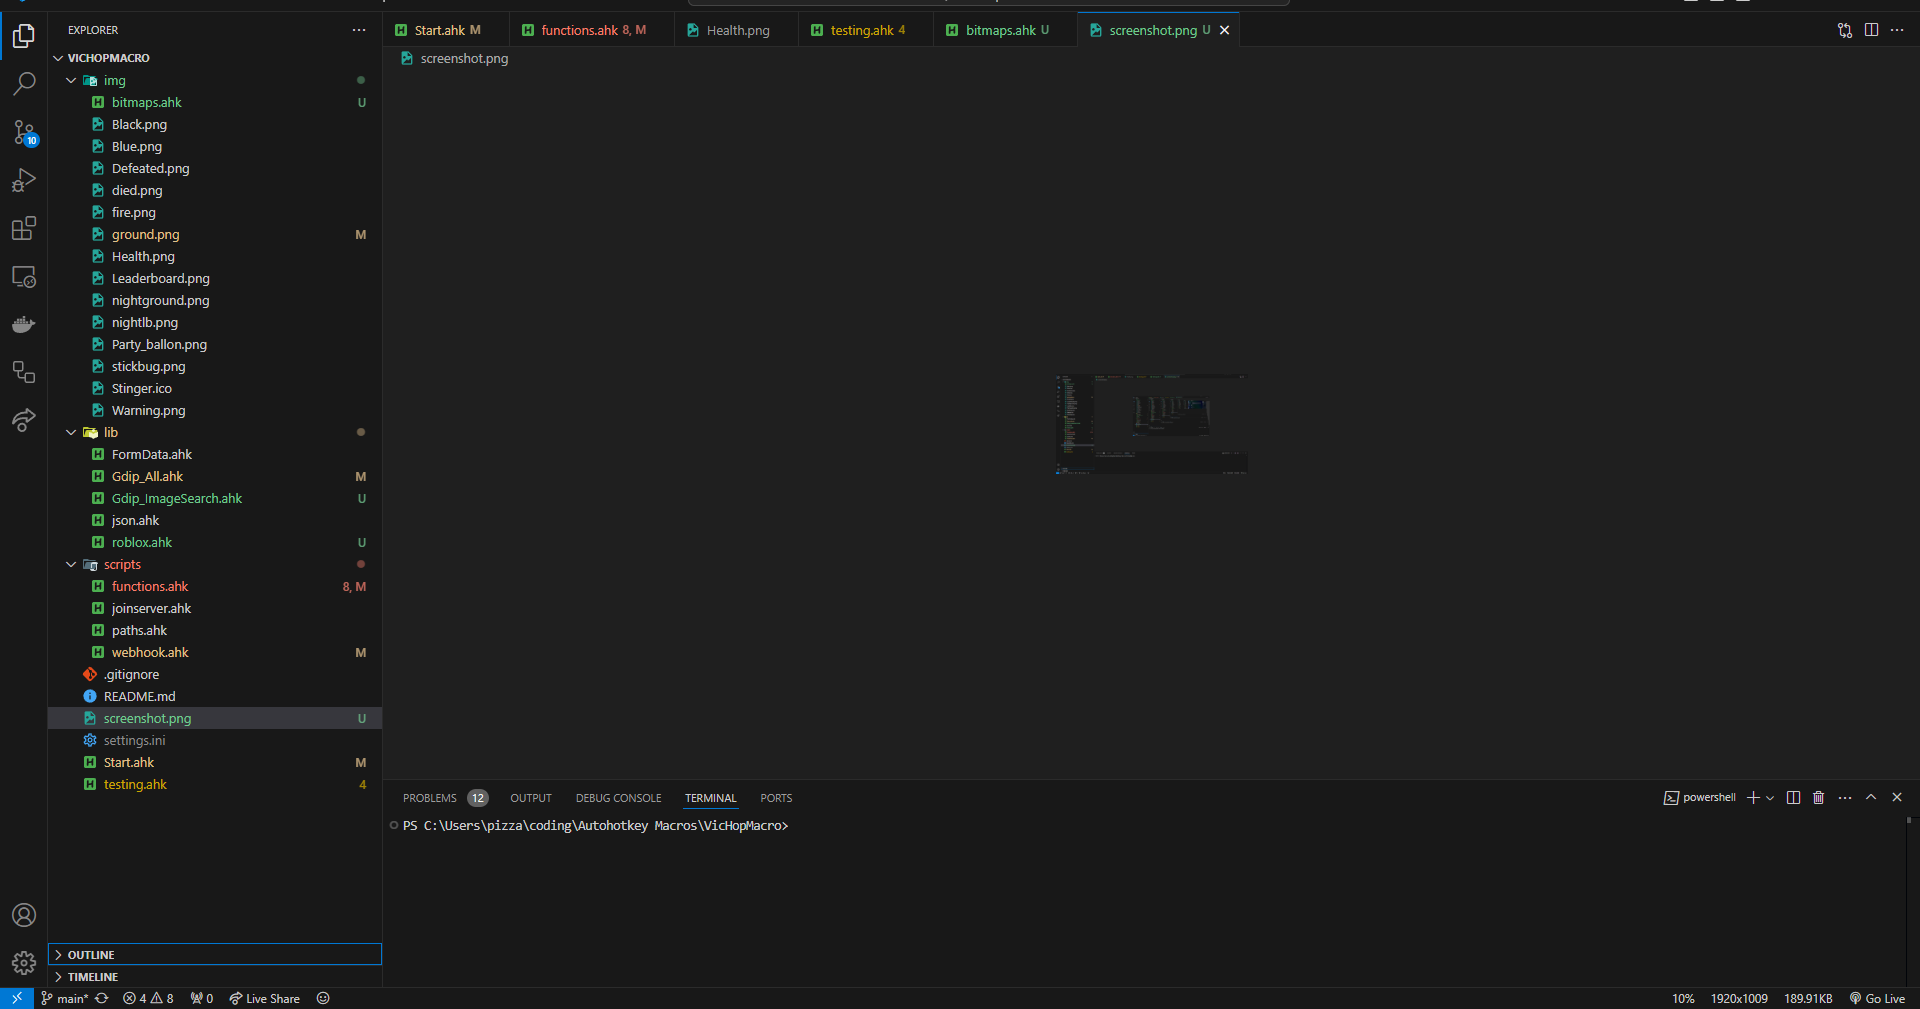 EXPLORER
VICHOPMACRO
img
bitmaps.ahk U
Black.png
Blue.png
Defeated.png
died.png
fire.png
ground.png M
Health.png
Leaderboard.png
nightground.png
nightlb.png
Party_ballon.png
stickbug.png
Stinger.ico
Warning.png
lib
FormData.ahk
Gdip_All.ahk M
Gdip_ImageSearch.ahk U
json.ahk
roblox.ahk U
scripts
functions.ahk 8, M
joinserver.ahk
paths.ahk
webhook.ahk M
.gitignore
README.md
screenshot.png U
settings.ini
Start.ahk M
testing.ahk 4
OUTLINE
TIMELINE
10
Start.ahk M functions.ahk 8, M Health.png testing.ahk 4 bitmaps.ahk U screenshot.png U
screenshot.png
PROBLEMS 12 OUTPUT DEBUG CONSOLE TERMINAL PORTS powershell
PS C:\Users\pizza\coding\Autohotkey Macros\VicHopMacro>
main* 4 8 0 Live Share 10% 1920x1009 189.91KB Go Live